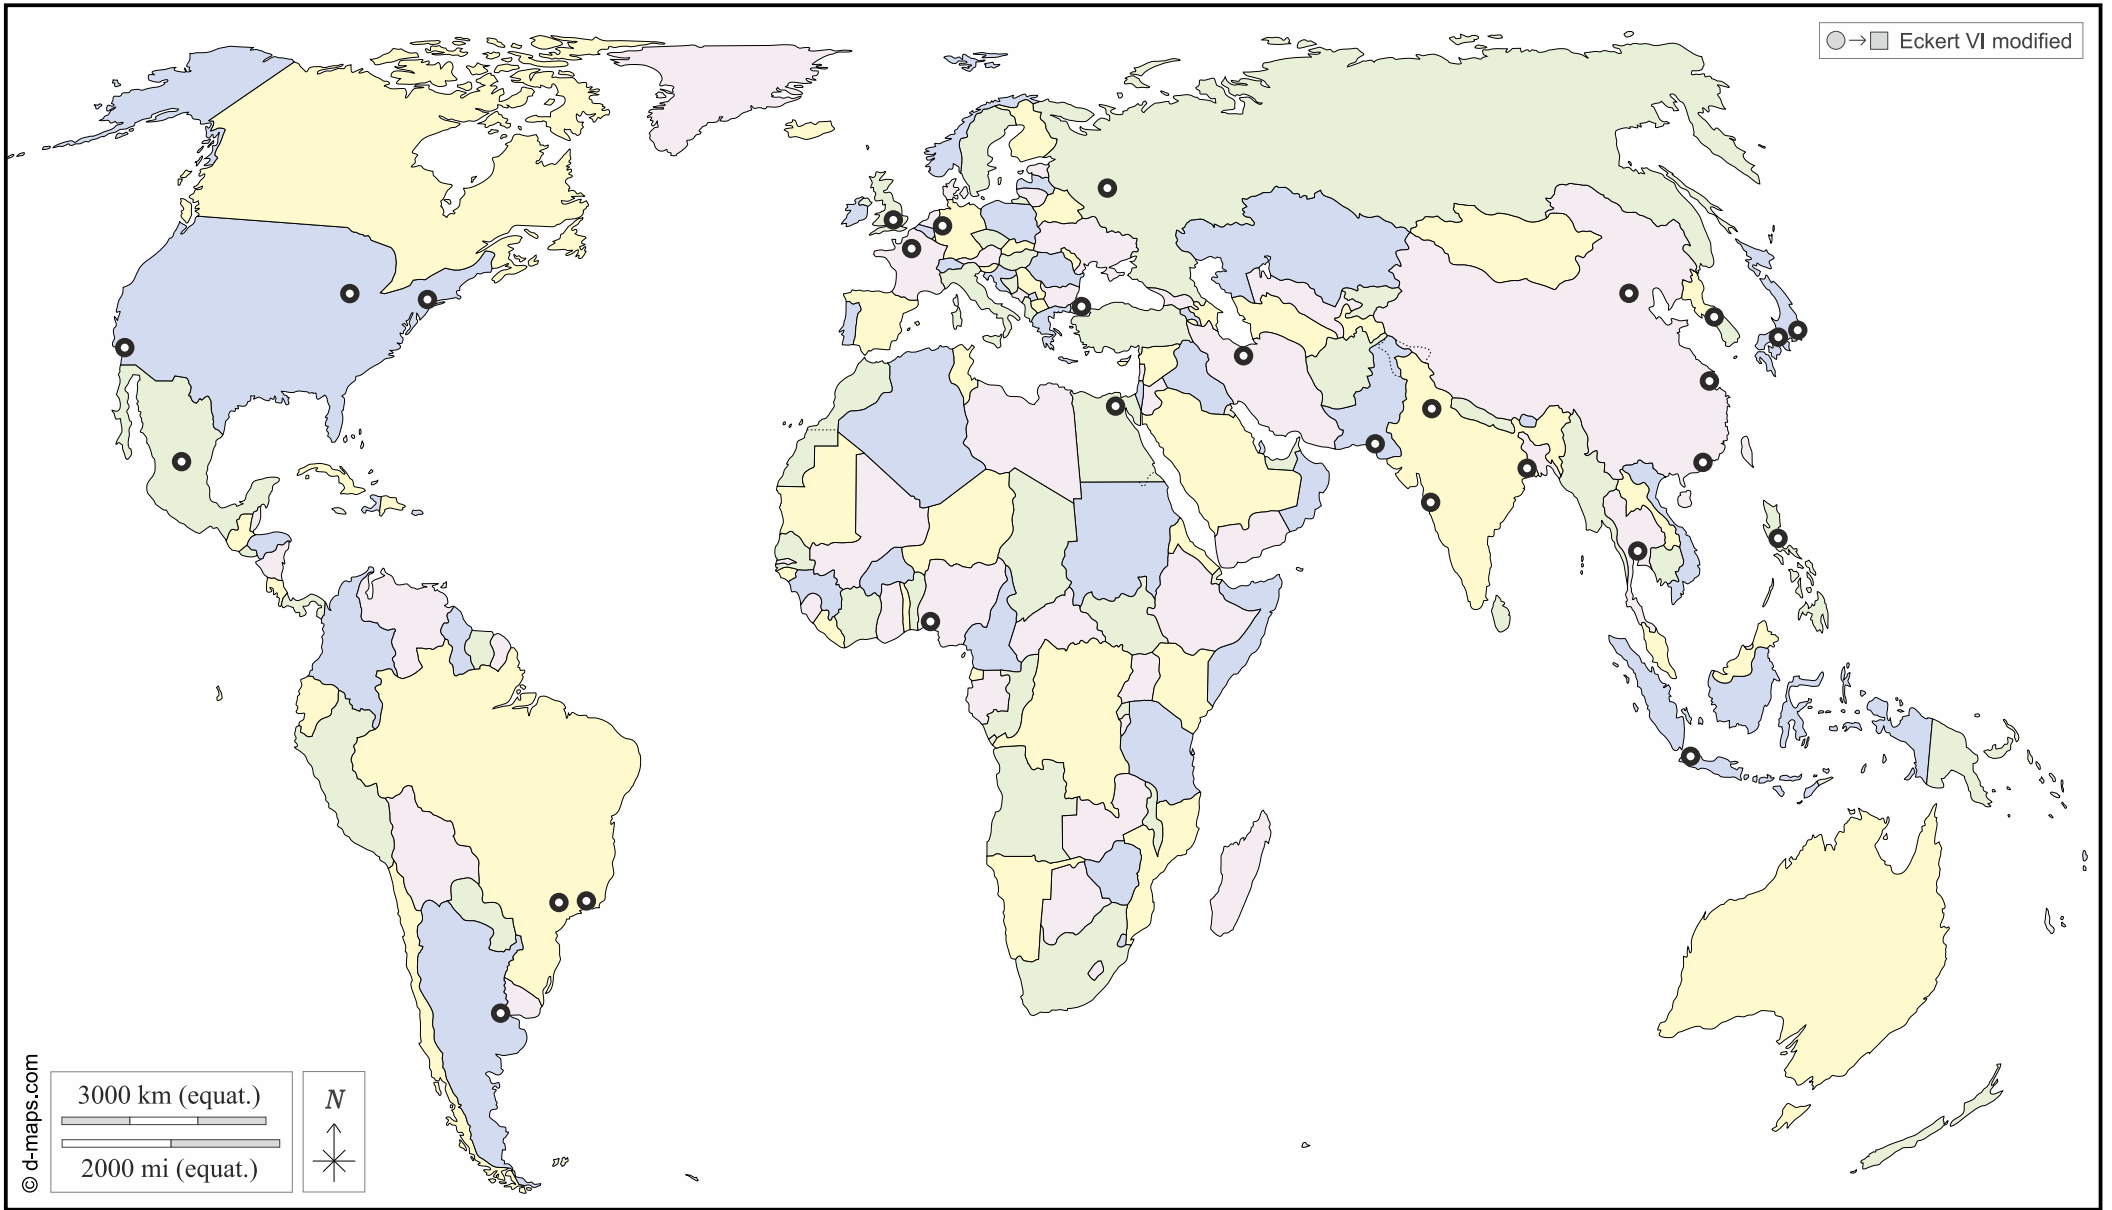 Eckert VI modified
3000 km (equat.)
2000 mi (equat.)
N
© d-maps.com